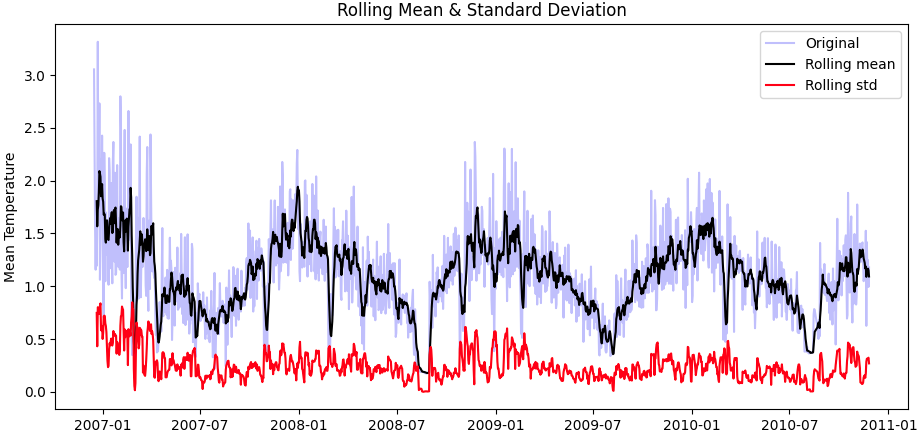 Rolling Mean & Standard Deviation
Original
Rolling mean
Rolling std
Mean Temperature
3.0
2.5
2.0
1.5
1.0
0.5
0.0
2007-01 2007-07 2008-01 2008-07 2009-01 2009-07 2010-01 2010-07 2011-01